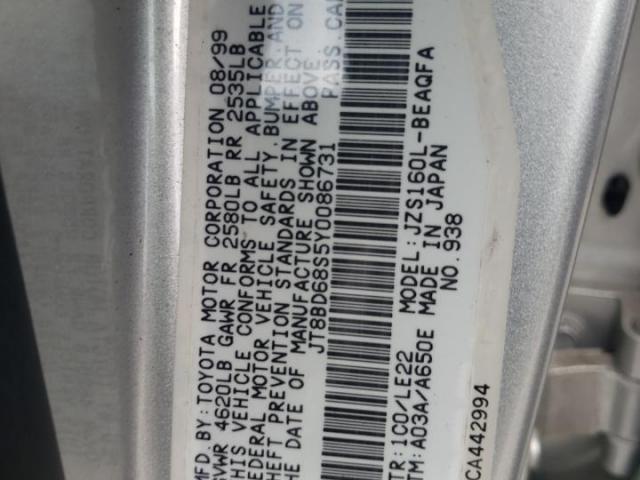 MFD. BY: TOYOTA MOTOR CORPORATION 08/99
GVWR 4620LB GAWR FR 2580LB RR 2535LB
THIS VEHICLE CONFORMS TO ALL APPLICABLE
FEDERAL MOTOR VEHICLE SAFETY, BUMPER, AND
THEFT PREVENTION STANDARDS IN EFFECT ON
THE DATE OF MANUFACTURE SHOWN ABOVE.
JT8BD68S5Y0086731 PASS. CAR
MODEL: JZS160L-BEAQFA
TR: 1C0/LE22 MADE IN JAPAN
TM: A03A/A650E NO. 938
CA442994